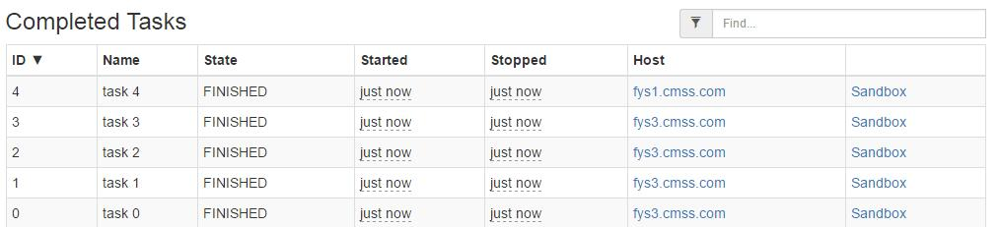 Completed Tasks
Find...
ID ▼ Name State Started Stopped Host
4 task 4 FINISHED just now just now fys1.cmss.com Sandbox
3 task 3 FINISHED just now just now fys3.cmss.com Sandbox
2 task 2 FINISHED just now just now fys3.cmss.com Sandbox
1 task 1 FINISHED just now just now fys3.cmss.com Sandbox
0 task 0 FINISHED just now just now fys3.cmss.com Sandbox